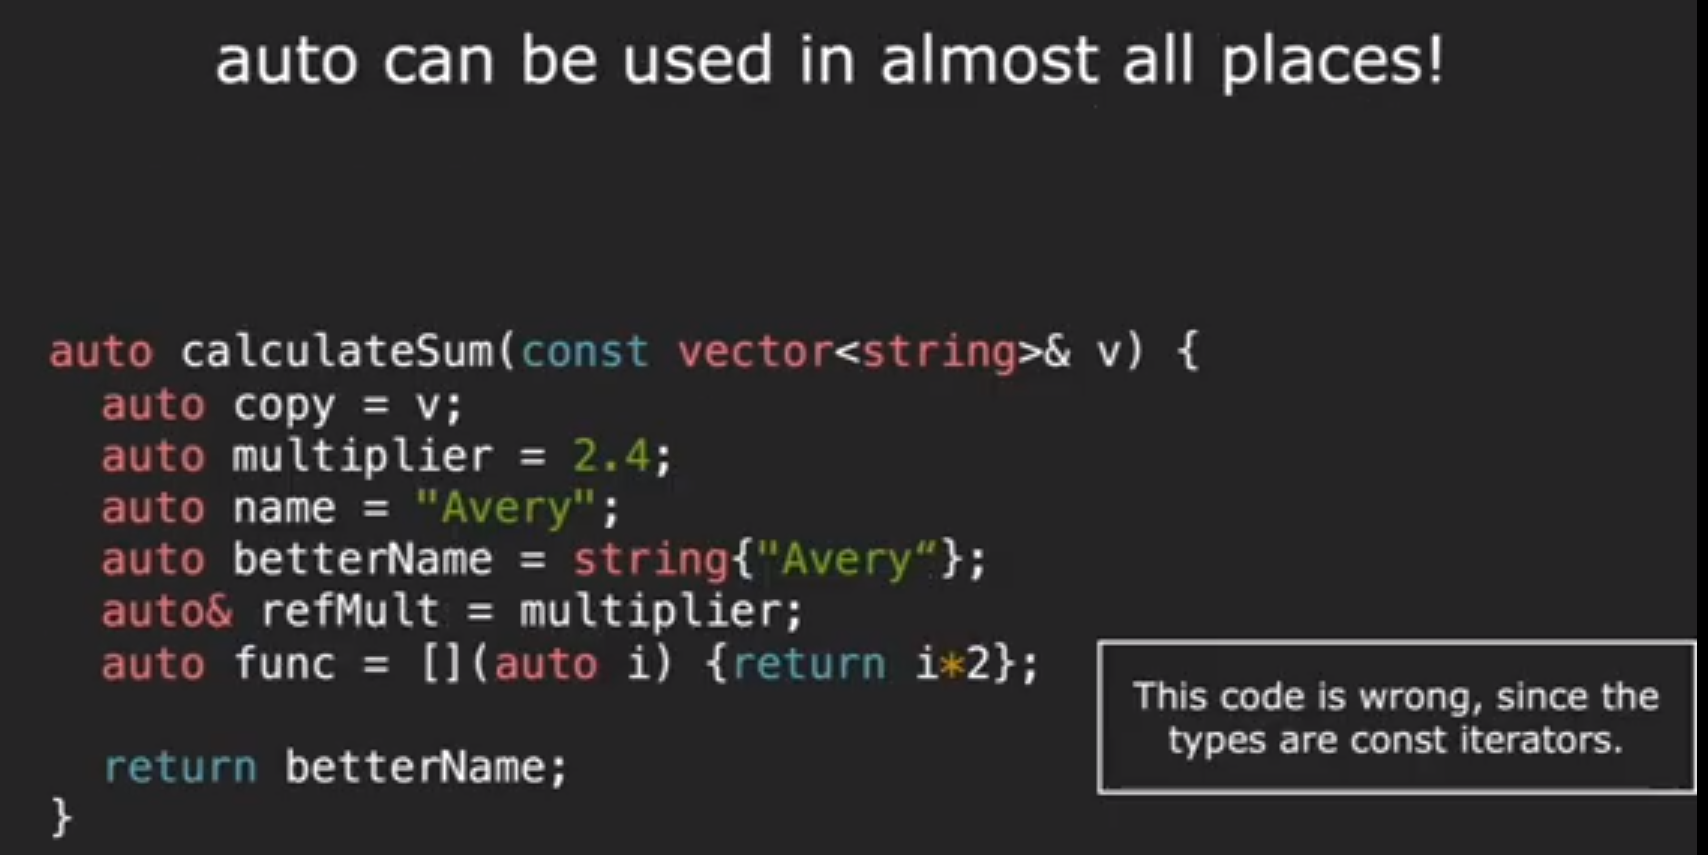 auto can be used in almost all places!
auto calculateSum(const vector<string>& v) {
auto copy = v;
auto multiplier = 2.4;
auto name = "Avery";
auto betterName = string{"Avery“};
auto& refMult = multiplier;
auto func = [](auto i) {return i*2};
return betterName;
}
This code is wrong, since the
types are const iterators.